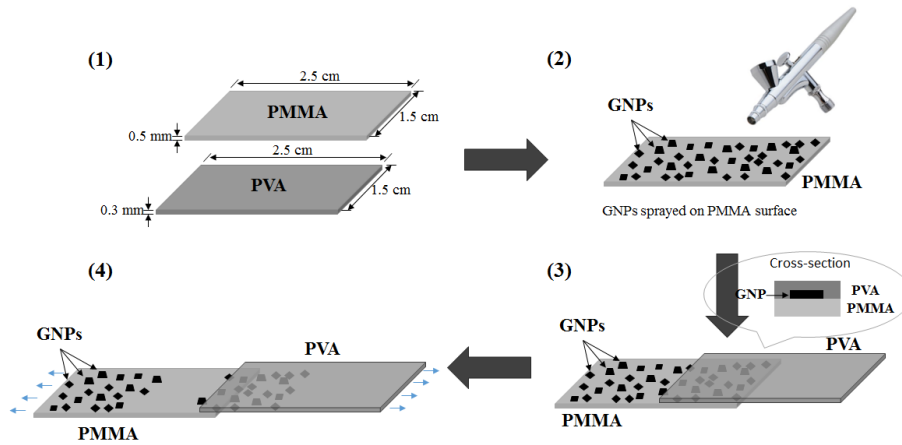 (1)
2.5 cm
PMMA
1.5 cm
0.5 mm
2.5 cm
PVA
1.5 cm
0.3 mm
(2)
GNPs
PMMA
GNPs sprayed on PMMA surface
(3)
Cross-section
GNP
PVA
PMMA
GNPs
PVA
PMMA
(4)
GNPs
PVA
PMMA